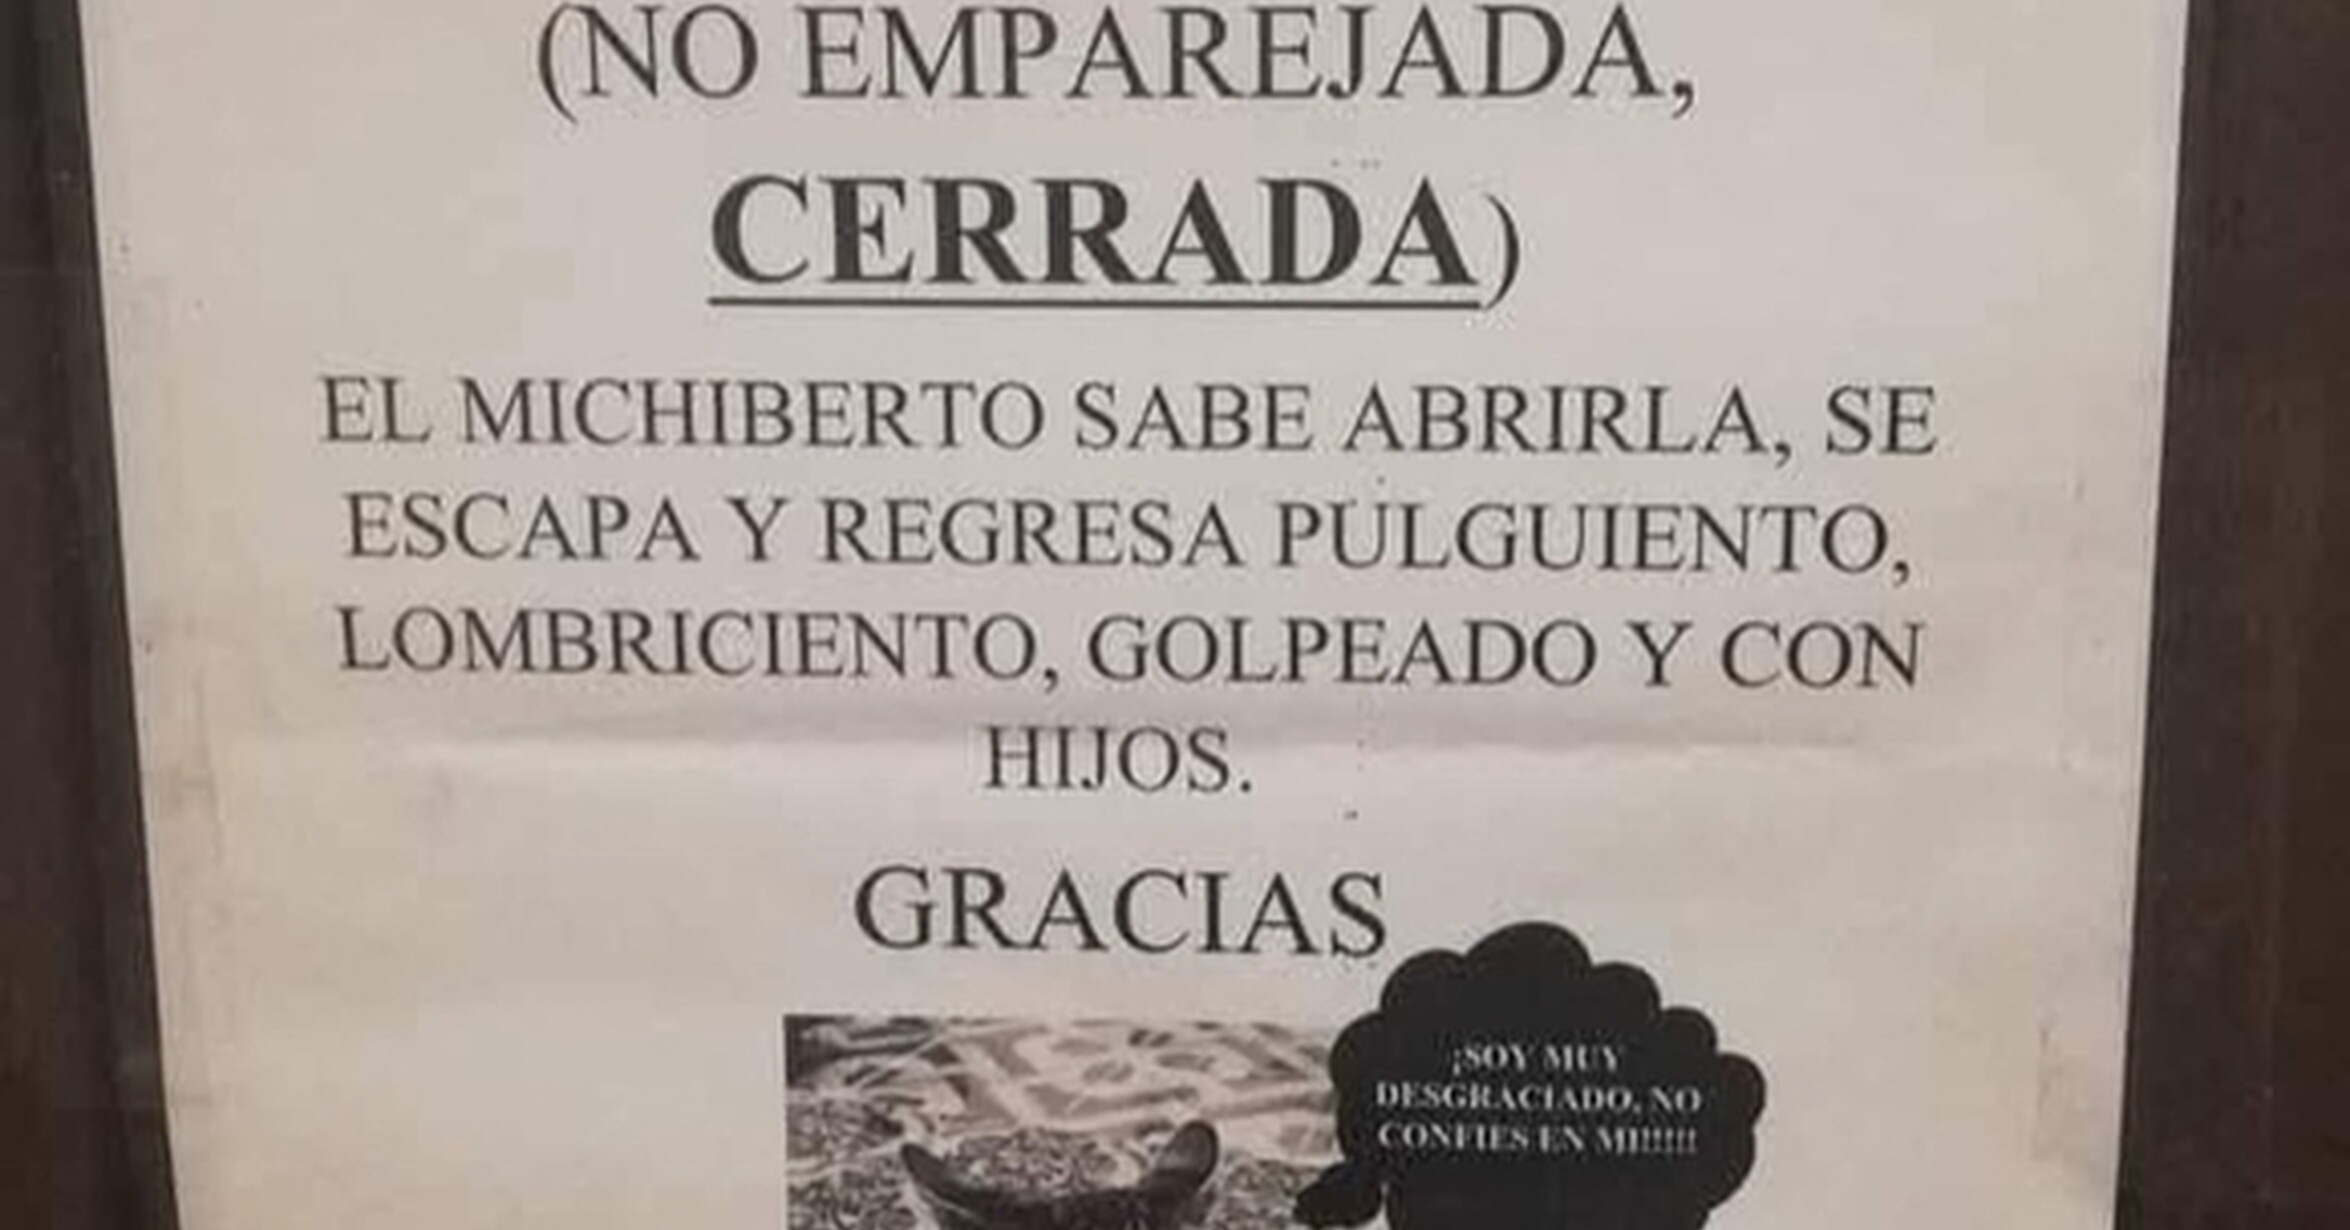 (NO EMPAREJADA,
CERRADA)
EL MICHIBERTO SABE ABRIRLA, SE
ESCAPA Y REGRESA PULGUIENTO,
LOMBRICIENTO, GOLPEADO Y CON
HIJOS.
GRACIAS
¡SOY MUY
DESGRACIADO, NO
CONFIES EN MI!!!!!